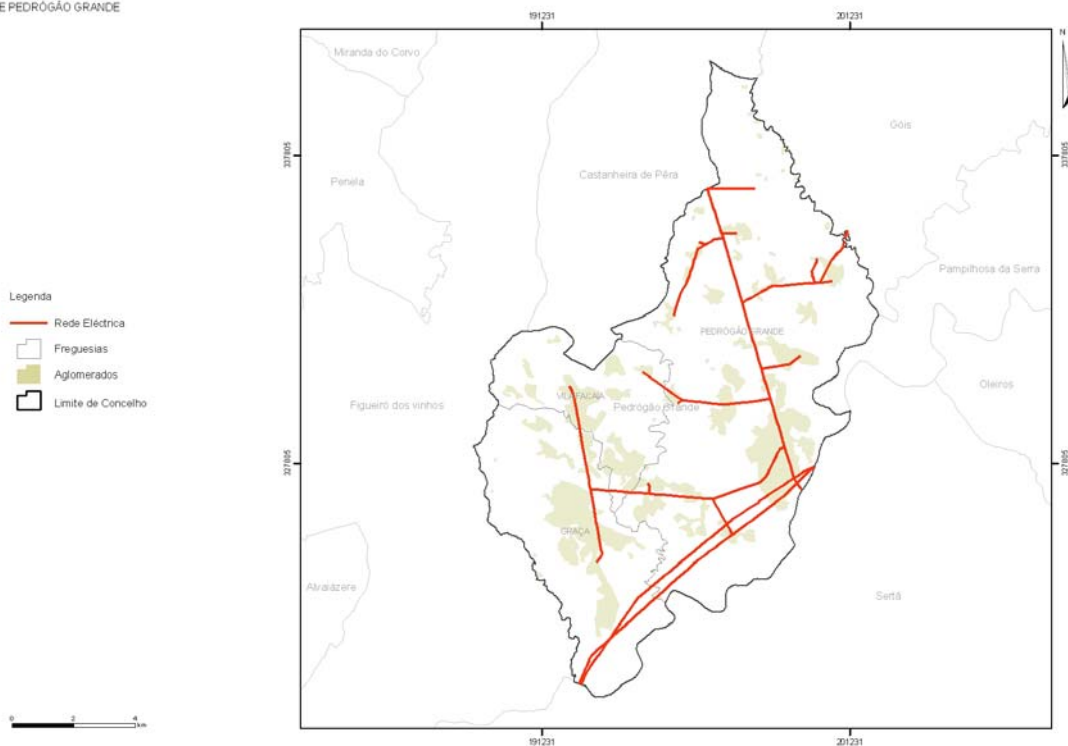 E PEDRÓGÃO GRANDE
191231
201231
Miranda do Corvo
N
Góis
337805
337805
Penela
Castanheira de Pêra
Pampilhosa da Serra
Legenda
Rede Eléctrica
Freguesias
Aglomerados
Limite de Concelho
PEDRÓGÃO GRANDE
Oleiros
VILA FACAIA
Figueiró dos vinhos
Pedrógão Grande
327805
327805
GRAÇA
Alvaiázere
Sertã
0 2 4
km
191231
201231